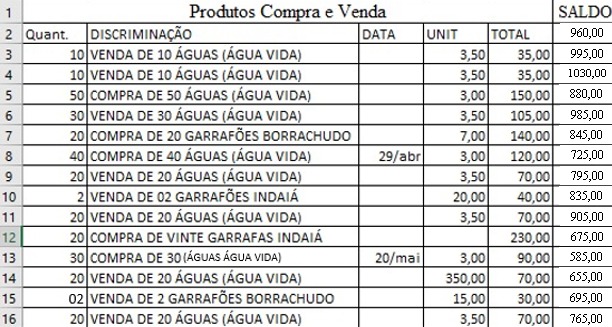 1 Produtos Compra e Venda SALDO
2 Quant. DISCRIMINAÇÃO DATA UNIT TOTAL 960,00
3 10 VENDA DE 10 ÁGUAS (ÁGUA VIDA) 3,50 35,00 995,00
4 10 VENDA DE 10 ÁGUAS (ÁGUA VIDA) 3,50 35,00 1030,00
5 50 COMPRA DE 50 ÁGUAS (ÁGUA VIDA) 3,00 150,00 880,00
6 30 VENDA DE 30 ÁGUAS (ÁGUA VIDA) 3,50 105,00 985,00
7 20 COMPRA DE 20 GARRAFÕES BORRACHUDO 7,00 140,00 845,00
8 40 COMPRA DE 40 ÁGUAS (ÁGUA VIDA) 29/abr 3,00 120,00 725,00
9 20 VENDA DE 20 ÁGUAS (ÁGUA VIDA) 3,50 70,00 795,00
10 2 VENDA DE 02 GARRAFÕES INDAIÁ 20,00 40,00 835,00
11 20 VENDA DE 20 ÁGUAS (ÁGUA VIDA) 3,50 70,00 905,00
12 20 COMPRA DE VINTE GARRAFAS INDAIÁ 230,00 675,00
13 30 COMPRA DE 30 (ÁGUAS ÁGUA VIDA) 20/mai 3,00 90,00 585,00
14 20 VENDA DE 20 ÁGUAS (ÁGUA VIDA) 350,00 70,00 655,00
15 02 VENDA DE 2 GARRAFÕES BORRACHUDO 15,00 30,00 695,00
16 20 VENDA DE 20 ÁGUAS (ÁGUA VIDA) 3,50 70,00 765,00